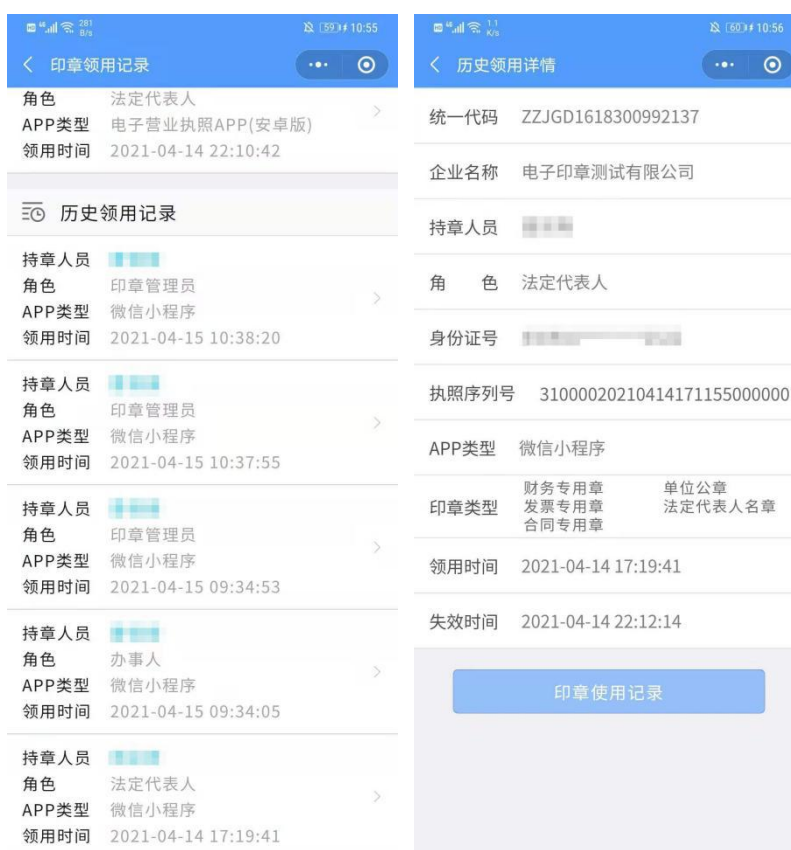 HD 4G 281 B/s 59 10:55
印章领用记录
角色 法定代表人
APP类型 电子营业执照APP(安卓版)
领用时间 2021-04-14 22:10:42
历史领用记录
持章人员
角色 印章管理员
APP类型 微信小程序
领用时间 2021-04-15 10:38:20
持章人员
角色 印章管理员
APP类型 微信小程序
领用时间 2021-04-15 10:37:55
持章人员
角色 印章管理员
APP类型 微信小程序
领用时间 2021-04-15 09:34:53
持章人员
角色 办事人
APP类型 微信小程序
领用时间 2021-04-15 09:34:05
持章人员
角色 法定代表人
APP类型 微信小程序
领用时间 2021-04-14 17:19:41
HD 4G 1.1 K/s 60 10:56
历史领用详情
统一代码 ZZJGD1618300992137
企业名称 电子印章测试有限公司
持章人员
角 色 法定代表人
身份证号
执照序列号 310000202104141711550000000
APP类型 微信小程序
印章类型 财务专用章 单位公章
发票专用章 法定代表人名章
合同专用章
领用时间 2021-04-14 17:19:41
失效时间 2021-04-14 22:12:14
印章使用记录